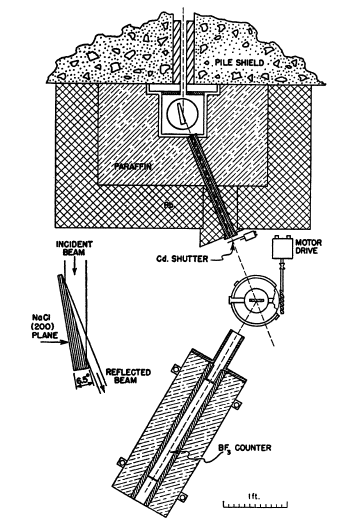 PILE SHIELD
PARAFFIN
Pb
Cd. SHUTTER
MOTOR
DRIVE
INCIDENT
BEAM
NaCl
(200)
PLANE
6.5°
REFLECTED
BEAM
BF3 COUNTER
1 ft.